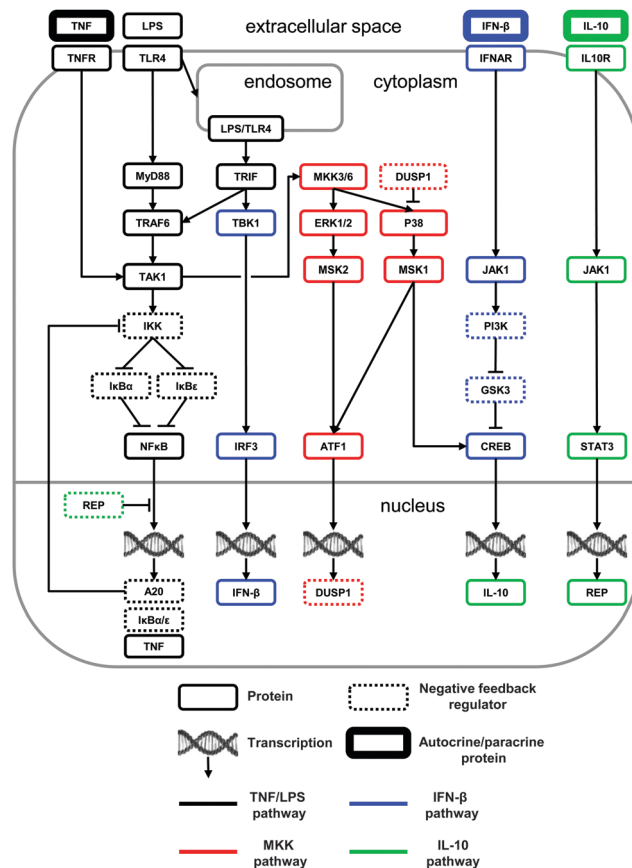 TNF LPS extracellular space IFN-β IL-10
TNFR TLR4 IFNAR IL10R
endosome cytoplasm
LPS/TLR4
MyD88 TRIF MKK3/6 DUSP1
TRAF6 TBK1 ERK1/2 P38
TAK1 MSK2 MSK1 JAK1 JAK1
IKK PI3K
IκBα IκBε GSK3
NFκB IRF3 ATF1 CREB STAT3
REP nucleus
A20 IFN-β DUSP1 IL-10 REP
IκBα/ε
TNF
Protein Negative feedback
regulator
Transcription Autocrine/paracrine
protein
TNF/LPS IFN-β
pathway pathway
MKK IL-10
pathway pathway